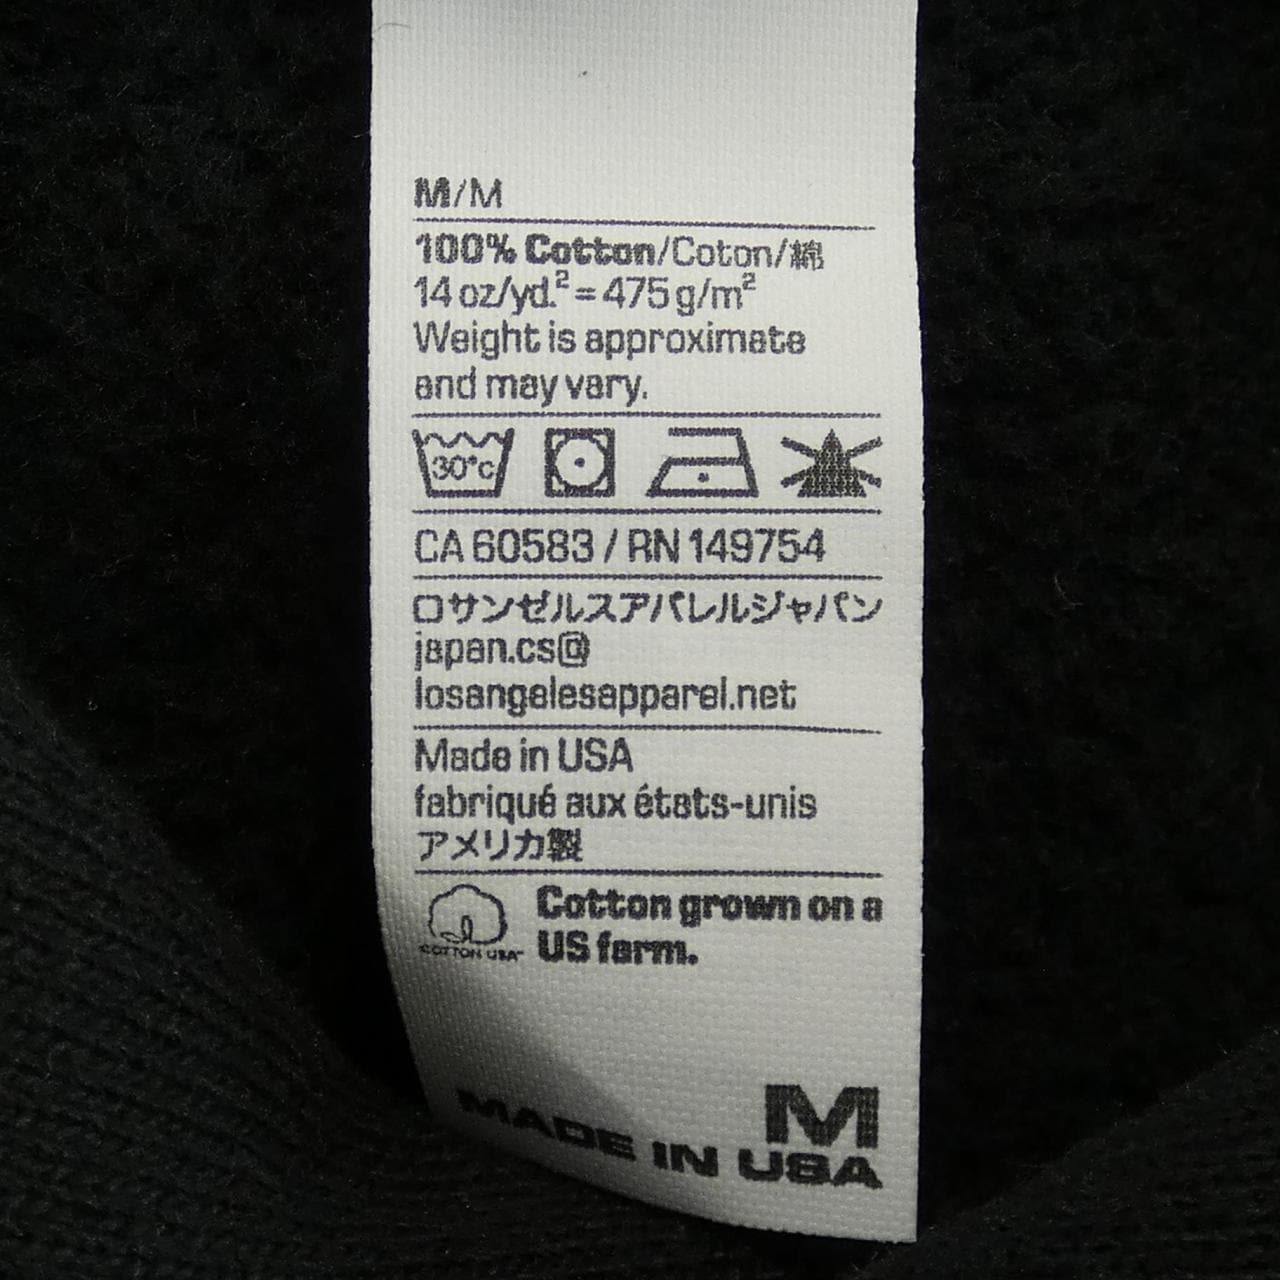 M/M
100% Cotton/Coton/綿
14 oz/yd.² = 475 g/m²
Weight is approximate
and may vary.
30°c
CA 60583 / RN 149754
ロサンゼルスアパレルジャパン
japan.cs@
losangelesapparel.net
Made in USA
fabriqué aux états-unis
アメリカ製
Cotton grown on a
US farm.
COTTON USA™
M
MADE IN USA